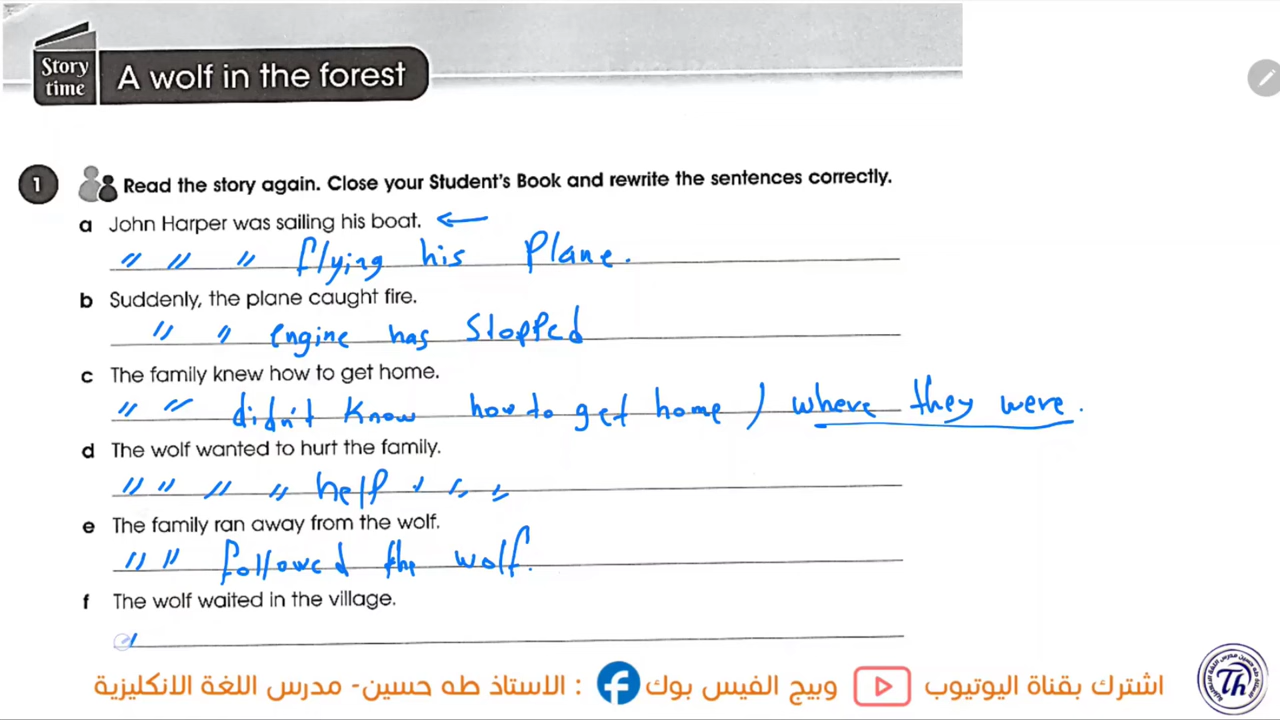 Story time
A wolf in the forest
1 Read the story again. Close your Student's Book and rewrite the sentences correctly.
a John Harper was sailing his boat. ←
" " " flying his Plane.
b Suddenly, the plane caught fire.
" " engine has stopped
c The family knew how to get home.
" " didn't know how to get home / where they were.
d The wolf wanted to hurt the family.
" " " " help " " "
e The family ran away from the wolf.
" " followed the wolf.
f The wolf waited in the village.
"
اشترك بقناة اليوتيوب وبيج الفيس بوك : الاستاذ طه حسين- مدرس اللغة الانكليزية
Th